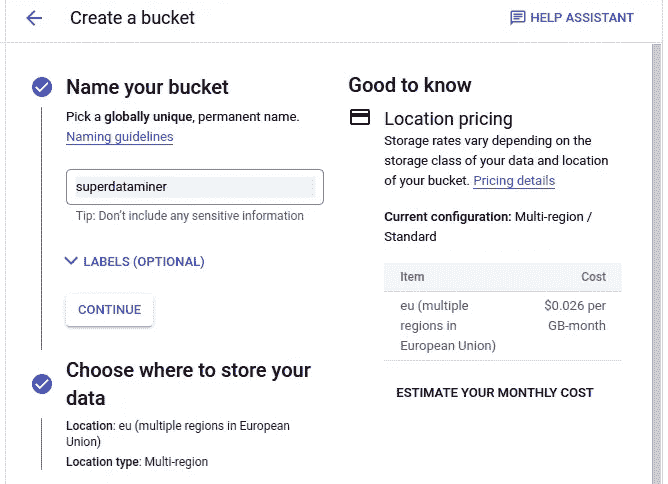 Create a bucket
HELP ASSISTANT
Name your bucket
Pick a globally unique, permanent name.
Naming guidelines
superdataminer
Tip: Don't include any sensitive information
LABELS (OPTIONAL)
CONTINUE
Choose where to store your
data
Location: eu (multiple regions in European
Union)
Location type: Multi-region
Good to know
Location pricing
Storage rates vary depending on the
storage class of your data and location
of your bucket. Pricing details
Current configuration: Multi-region /
Standard
Item Cost
eu (multiple $0.026 per
regions in GB-month
European Union)
ESTIMATE YOUR MONTHLY COST